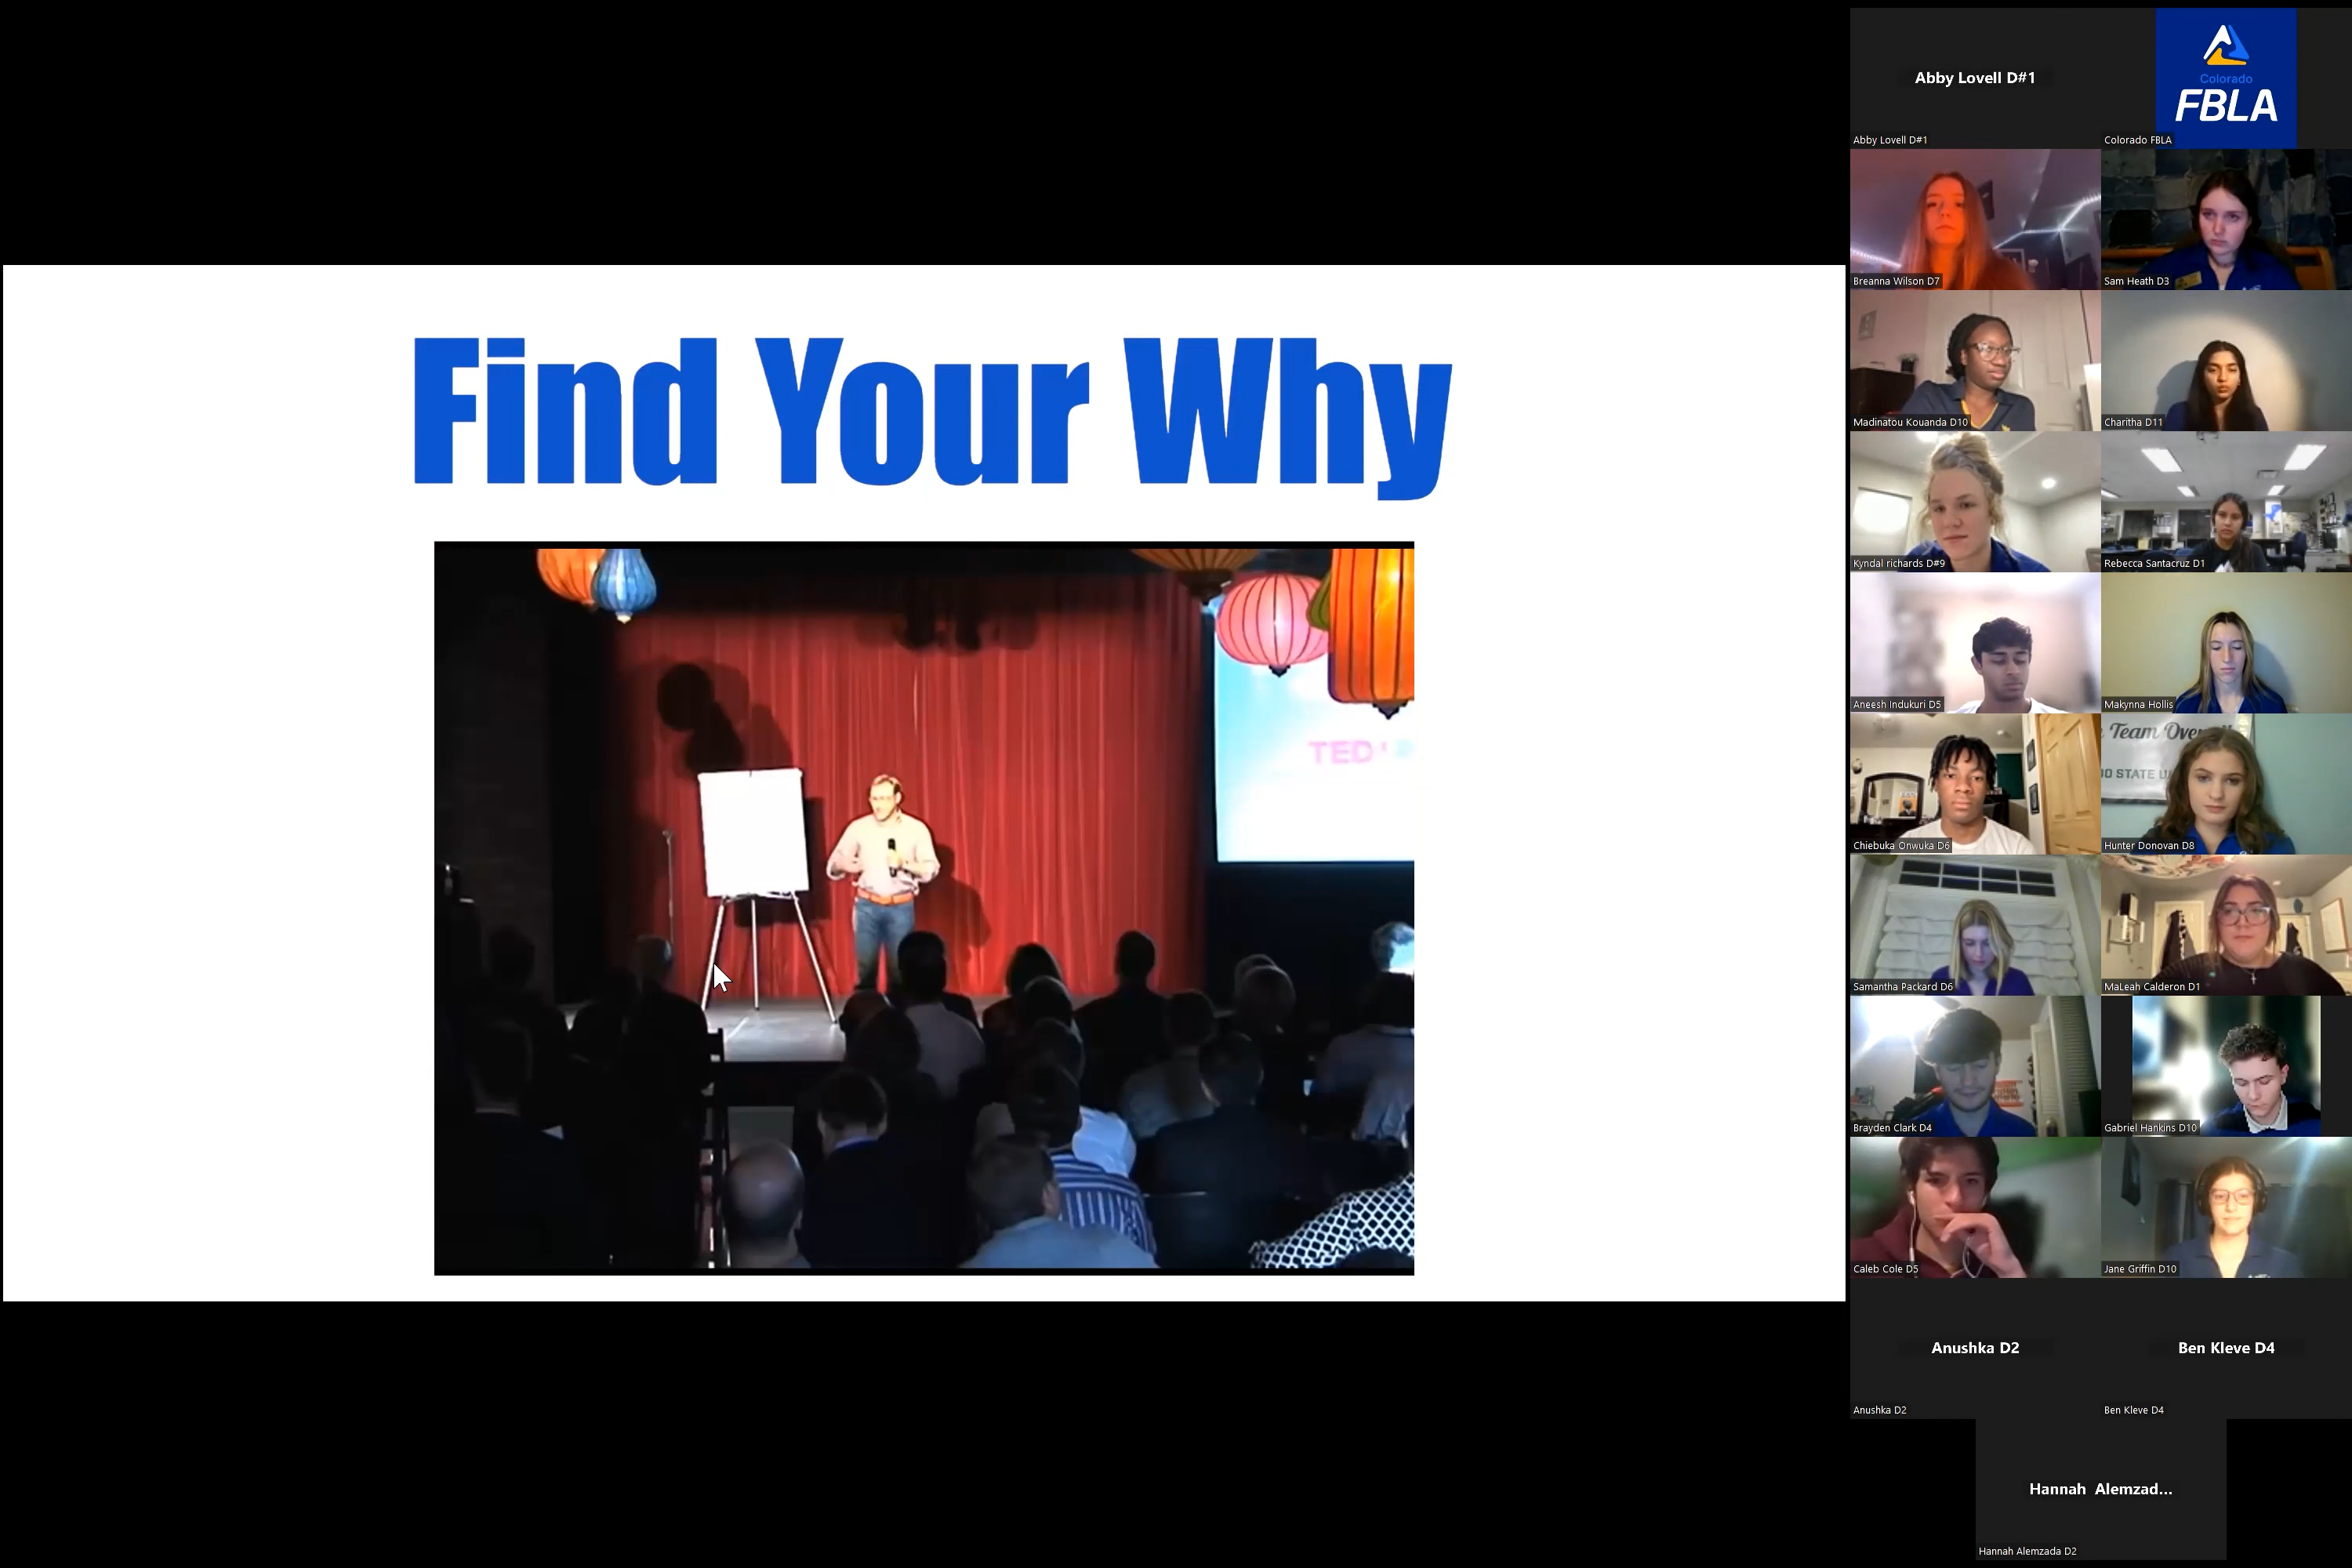 Find Your Why
TED
Abby Lovell D#1
Abby Lovell D#1
Colorado
FBLA
Colorado FBLA
Breanna Wilson D7
Sam Heath D3
Madinatou Kouanda D10
Charitha D11
Kyndal richards D#9
Rebecca Santacruz D1
Aneesh Indukuri D5
Makynna Hollis
Team
STATE
Chiebuka Onwuka D6
Hunter Donovan D8
Samantha Packard D6
MaLeah Calderon D1
Brayden Clark D4
Gabriel Hankins D10
Caleb Cole D5
Jane Griffin D10
Anushka D2
Ben Kleve D4
Anushka D2
Ben Kleve D4
Hannah Alemzad...
Hannah Alemzada D2